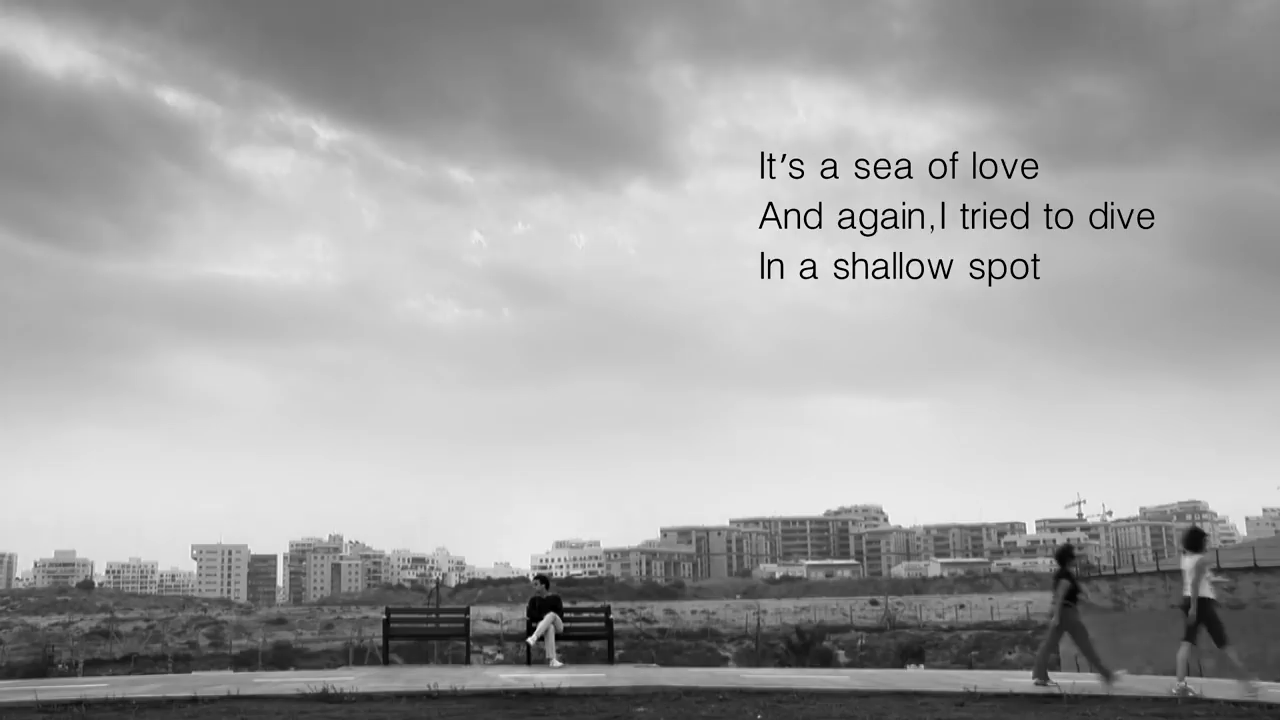 It's a sea of love
And again,I tried to dive
In a shallow spot